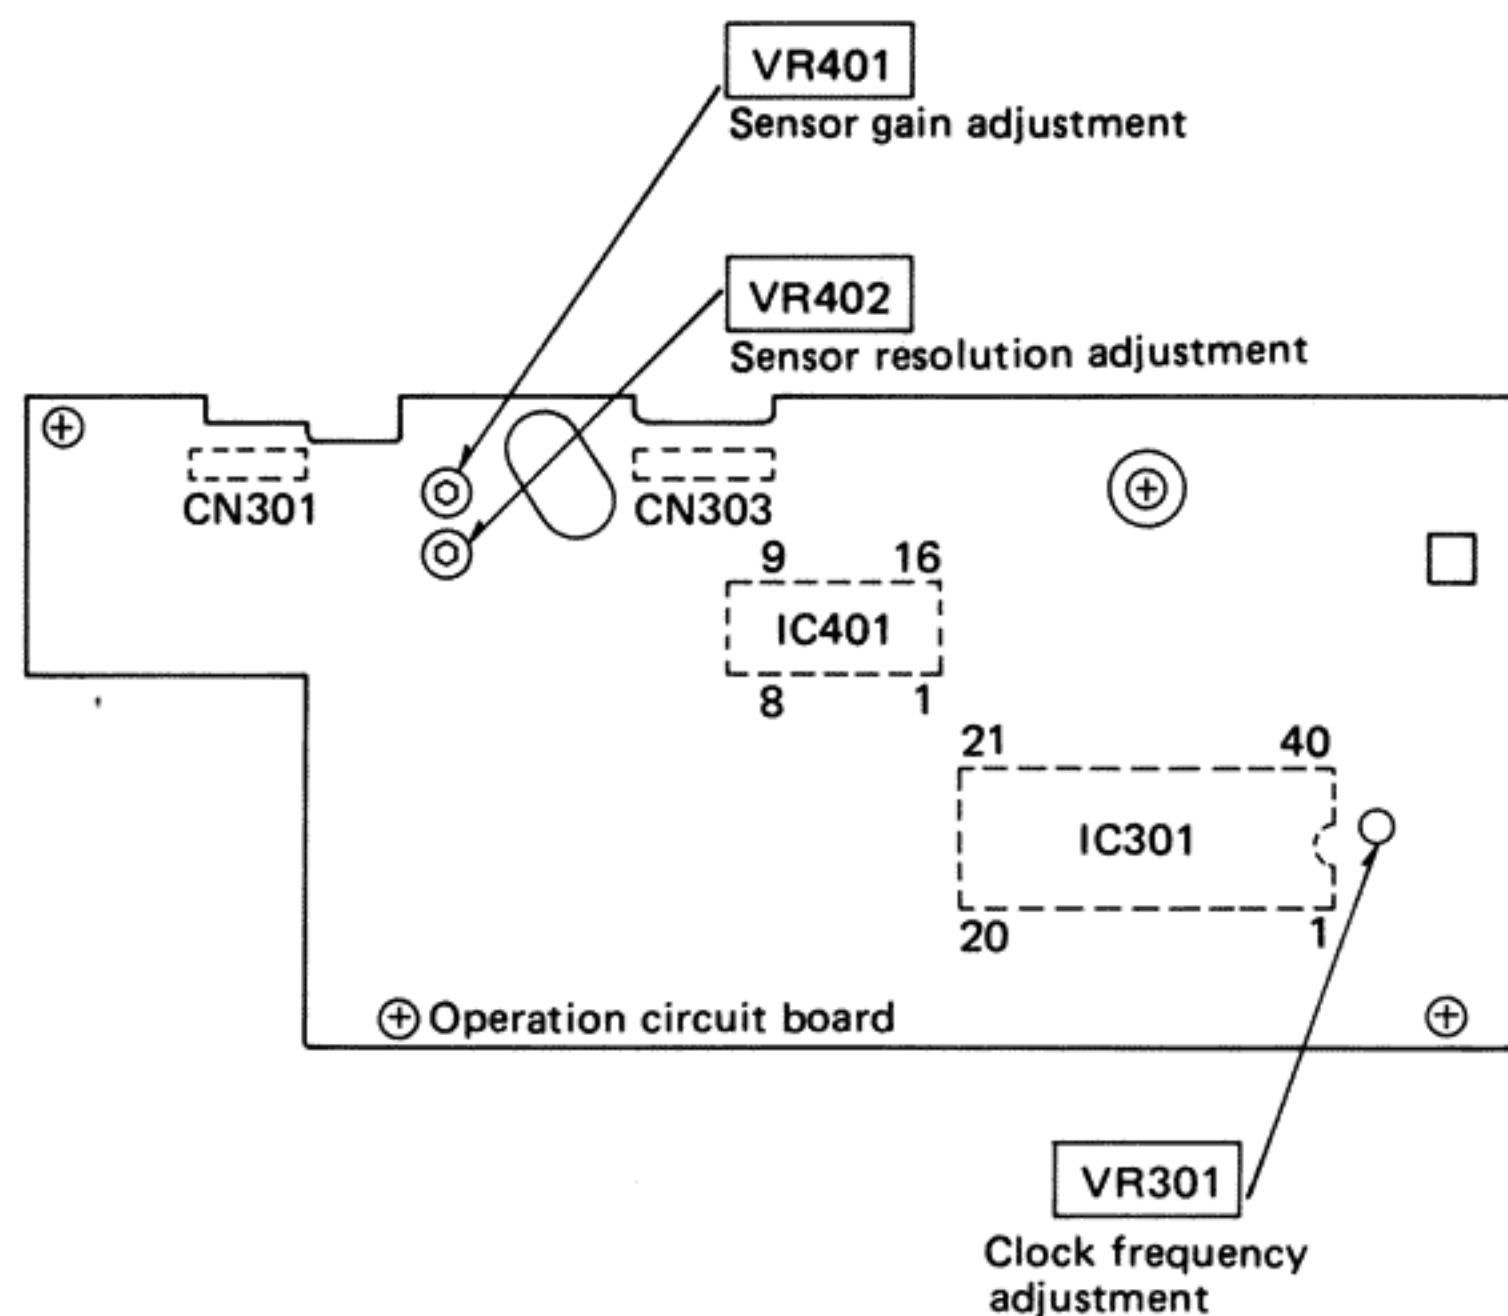 VR401
Sensor gain adjustment
VR402
Sensor resolution adjustment
CN301
CN303
9 16
IC401
8 1
21 40
IC301
20 1
Operation circuit board
VR301
Clock frequency
adjustment